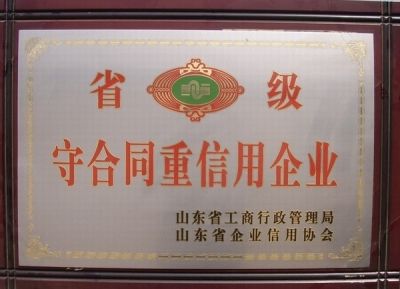 省 级
守合同重信用企业
山东省工商行政管理局
山东省企业信用协会